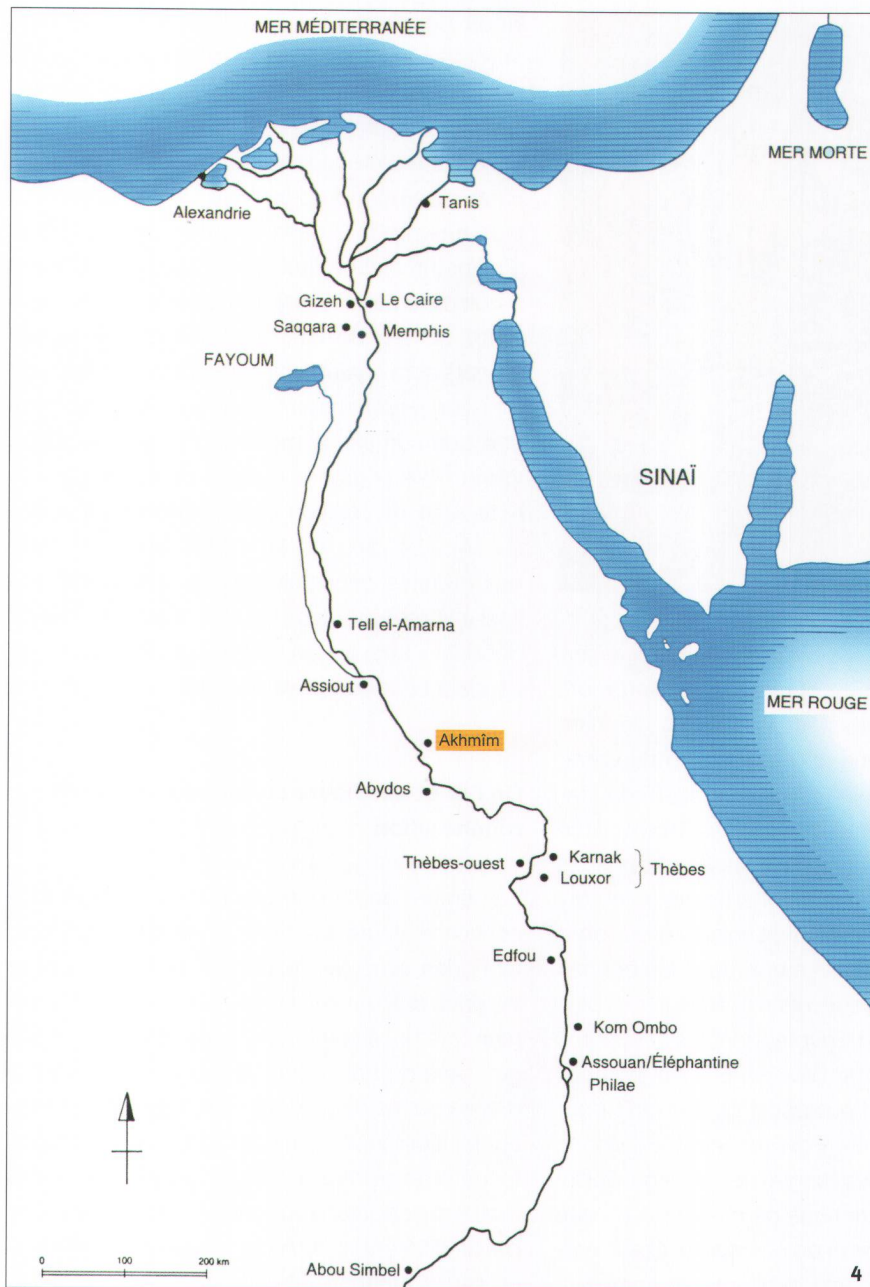 MER MÉDITERRANÉE
MER MORTE
Alexandrie
Tanis
Gizeh
Le Caire
Saqqara
Memphis
FAYOUM
SINAÏ
Tell el-Amarna
Assiout
MER ROUGE
Akhmîm
Abydos
Thèbes-ouest
Karnak
Louxor
Thèbes
Edfou
Kom Ombo
Assouan/Éléphantine
Philae
0 100 200 km
Abou Simbel
4